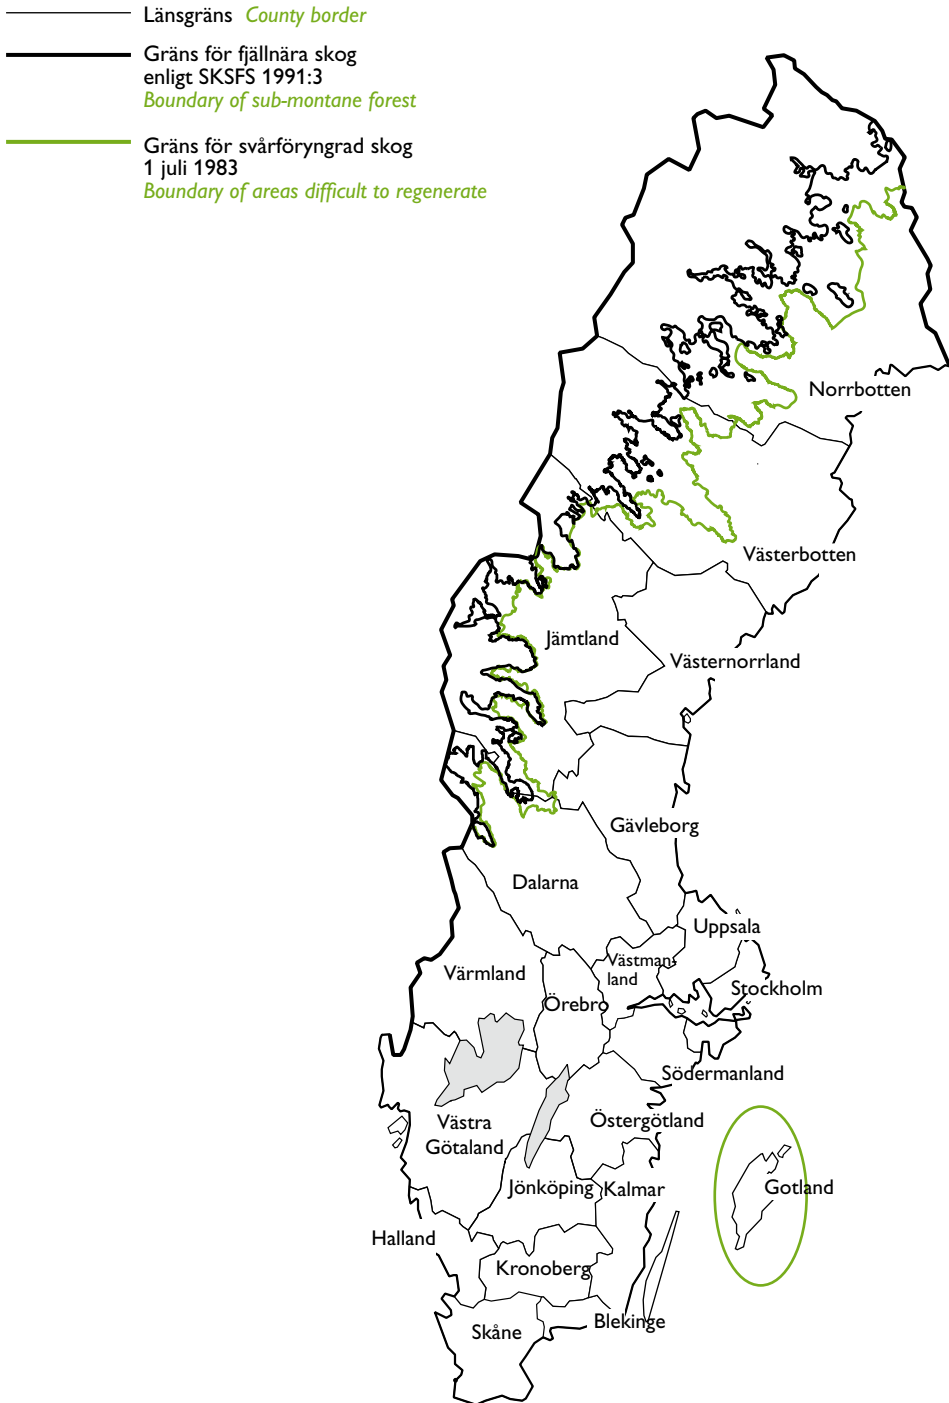 Länsgräns County border
Gräns för fjällnära skog
enligt SKSFS 1991:3
Boundary of sub-montane forest
Gräns för svårföryngrad skog
1 juli 1983
Boundary of areas difficult to regenerate
Norrbotten
Västerbotten
Jämtland
Västernorrland
Gävleborg
Dalarna
Uppsala
Västman-
land
Värmland
Stockholm
Örebro
Södermanland
Västra
Götaland
Östergötland
Jönköping
Kalmar
Gotland
Halland
Kronoberg
Blekinge
Skåne